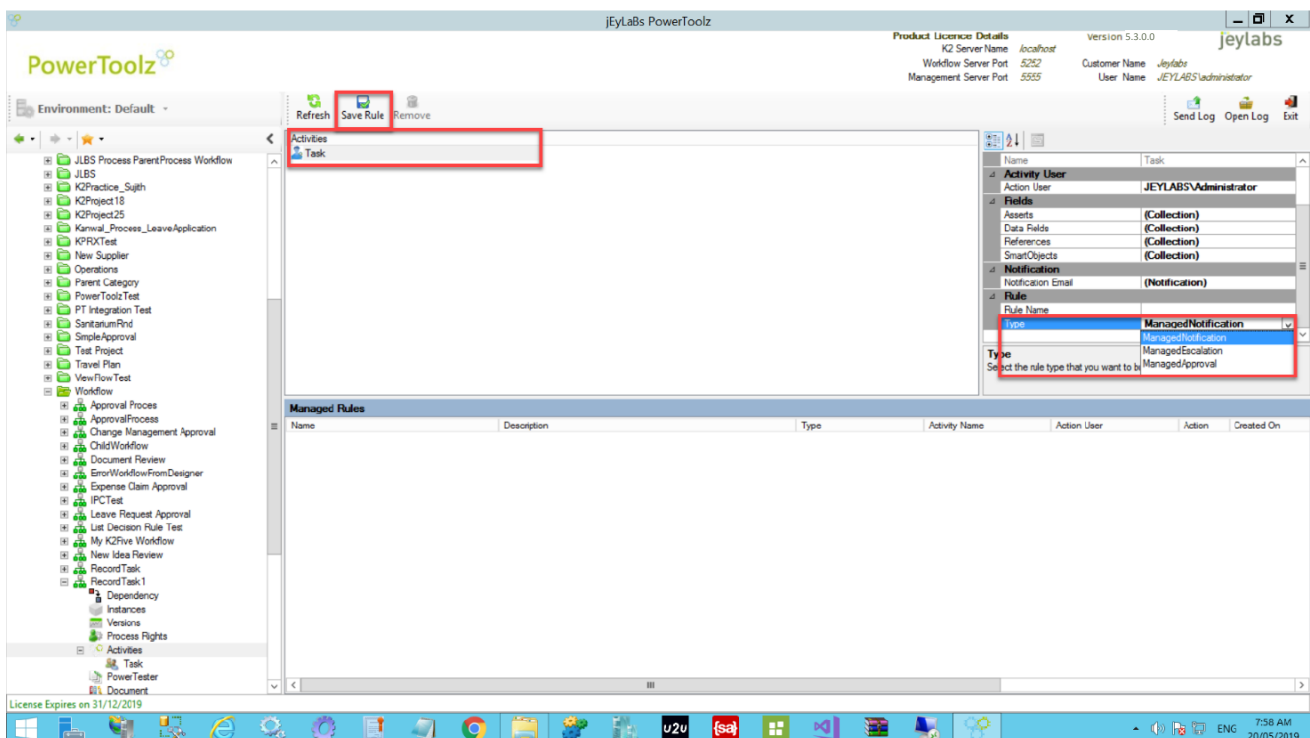 jEyLaBs PowerToolz
PowerToolz
Product Licence Details
K2 Server Name localhost
Workflow Server Port 5252
Management Server Port 5555
Version 5.3.0.0
Customer Name Jeylabs
User Name JEYLABS\administrator
jeylabs
Environment: Default
Refresh Save Rule Remove
Send Log Open Log Exit
JLBS Process ParentProcess Workflow
JLBS
K2Practice_Sujith
K2Project18
K2Project25
Kanwal_Process_LeaveApplication
KPRXTest
New Supplier
Operations
Parent Category
PowerToolzTest
PT Integration Test
SanitariumRnd
SimpleApproval
Test Project
Travel Plan
ViewFlowTest
Workflow
Approval Proces
ApprovalProcess
Change Management Approval
ChildWorkflow
Document Review
ErrorWorkflowFromDesigner
Expense Claim Approval
IPCTest
Leave Request Approval
List Decision Rule Test
My K2Five Workflow
New Idea Review
RecordTask
RecordTask1
Dependency
Instances
Versions
Process Rights
Activities
Task
PowerTester
Document
Activities
Task
Name Task
Activity User
Action User JEYLABS\Administrator
Fields
Asserts (Collection)
Data Fields (Collection)
References (Collection)
SmartObjects (Collection)
Notification
Notification Email (Notification)
Rule
Rule Name
Type ManagedNotification
ManagedNotification
ManagedEscalation
ManagedApproval
Type
Select the rule type that you want to
Managed Rules
Name Description Type Activity Name Action User Action Created On
License Expires on 31/12/2019
u2u
{sa}
ENG
7:58 AM
20/05/2019